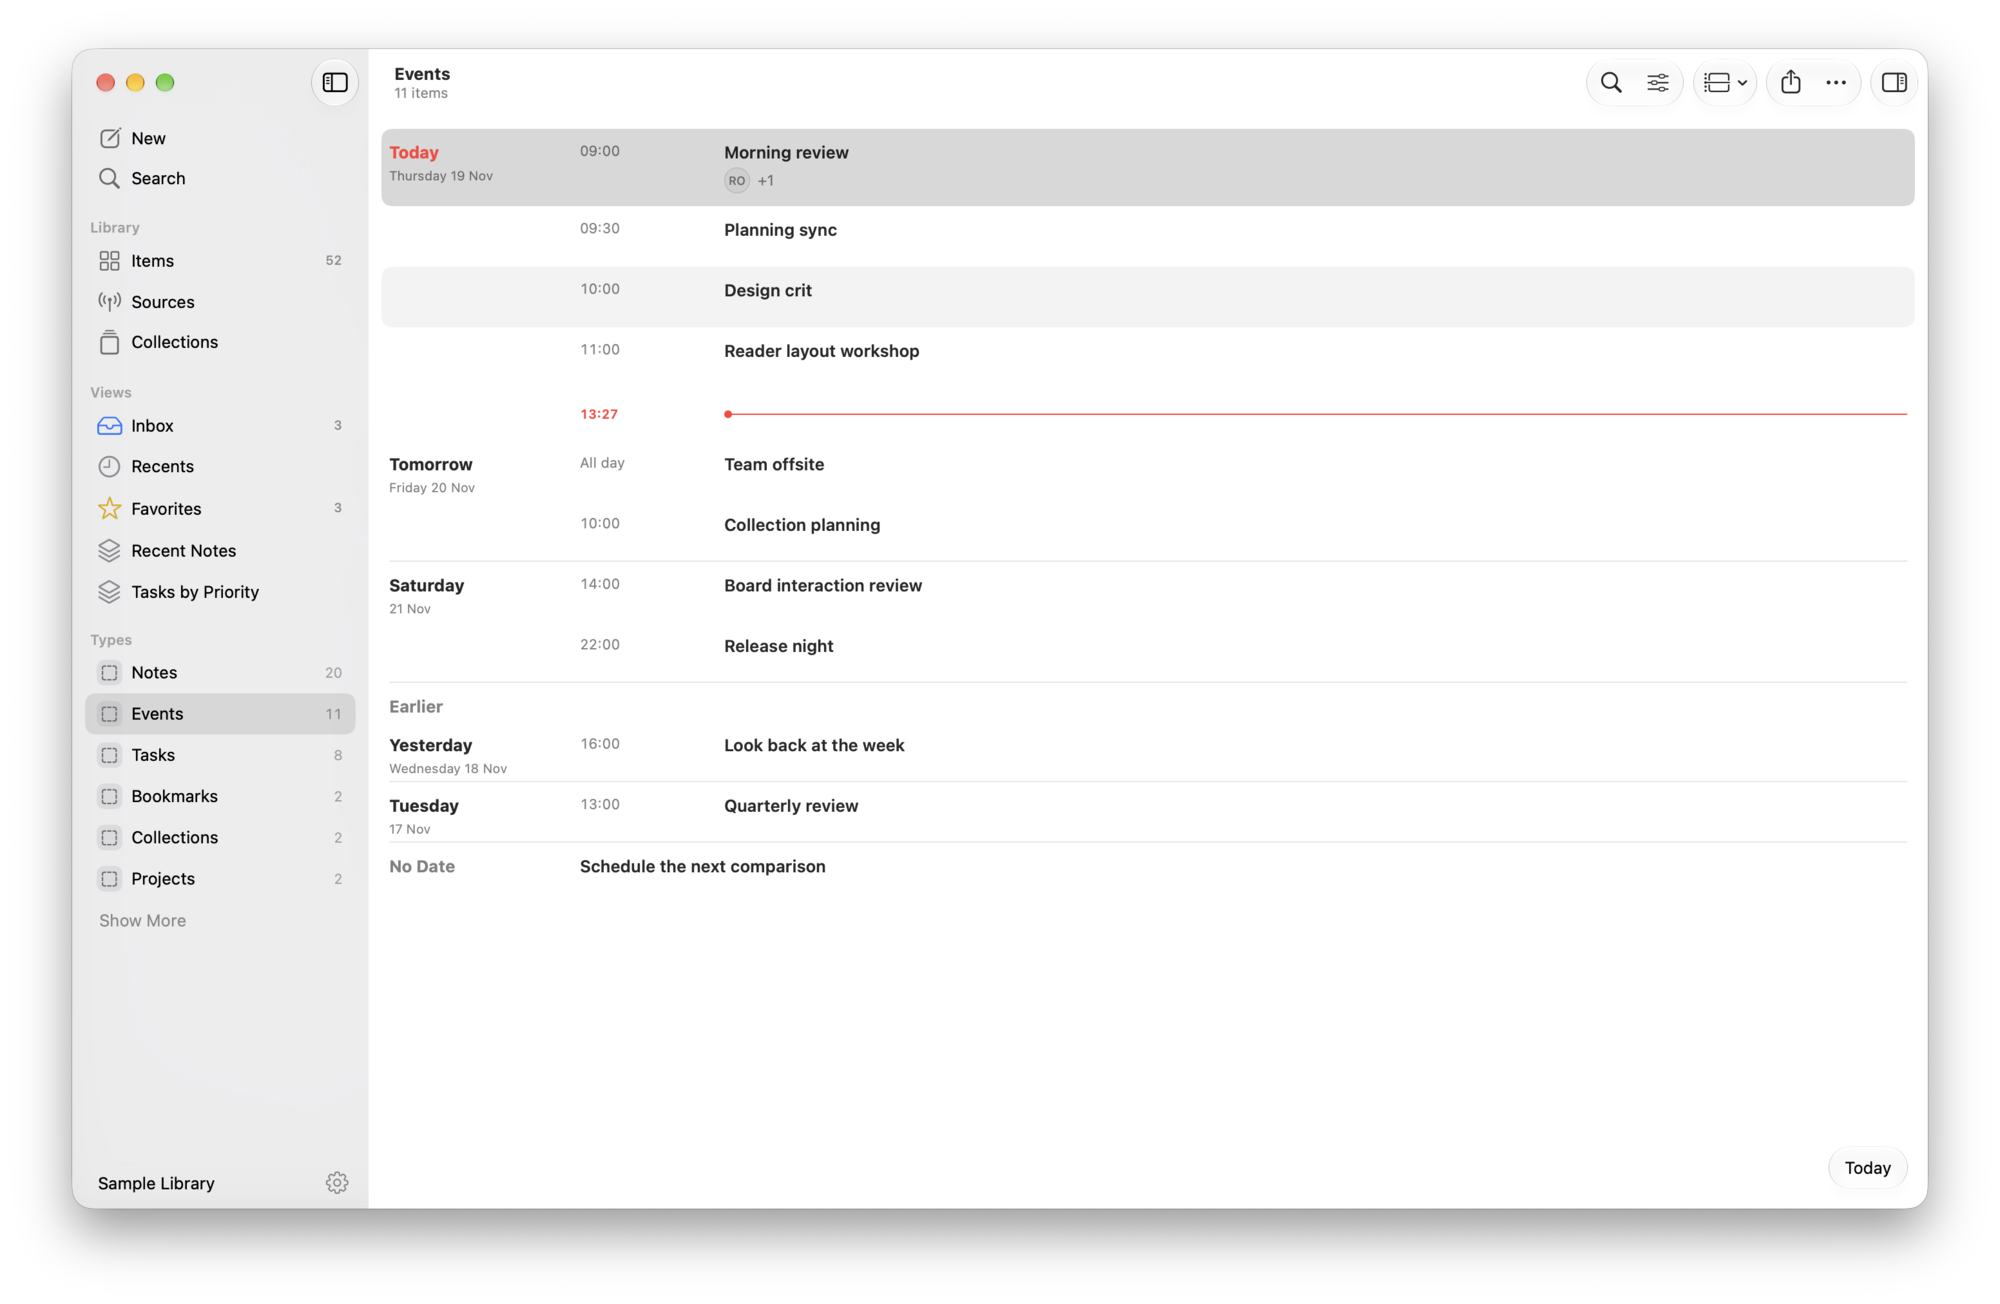 Events
11 items
New
Search
Library
Items 52
Sources
Collections
Views
Inbox 3
Recents
Favorites 3
Recent Notes
Tasks by Priority
Types
Notes 20
Events 11
Tasks 8
Bookmarks 2
Collections 2
Projects 2
Show More
Sample Library
Today 09:00 Morning review
Thursday 19 Nov RO +1
09:30 Planning sync
10:00 Design crit
11:00 Reader layout workshop
13:27
Tomorrow All day Team offsite
Friday 20 Nov
10:00 Collection planning
Saturday 14:00 Board interaction review
21 Nov
22:00 Release night
Earlier
Yesterday 16:00 Look back at the week
Wednesday 18 Nov
Tuesday 13:00 Quarterly review
17 Nov
No Date Schedule the next comparison
Today